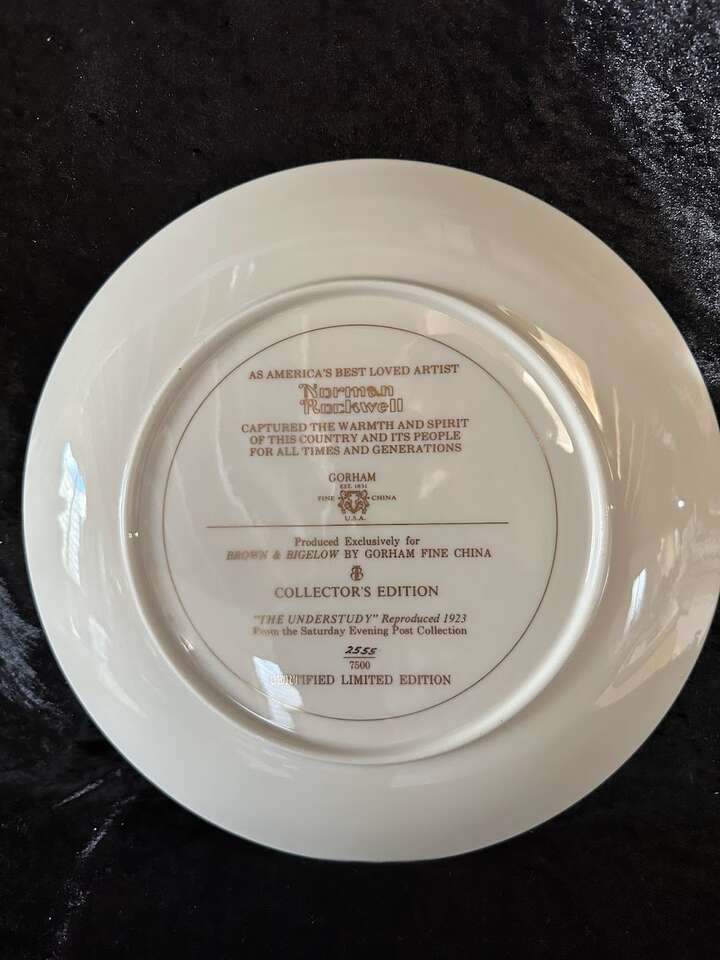 AS AMERICA'S BEST LOVED ARTIST
Norman
Rockwell
CAPTURED THE WARMTH AND SPIRIT
OF THIS COUNTRY AND ITS PEOPLE
FOR ALL TIMES AND GENERATIONS
GORHAM
EST. 1831
FINE CHINA
U.S.A.
Produced Exclusively for
BROWN & BIGELOW BY GORHAM FINE CHINA
COLLECTOR'S EDITION
"THE UNDERSTUDY" Reproduced 1923
From the Saturday Evening Post Collection
2555
7500
CERTIFIED LIMITED EDITION